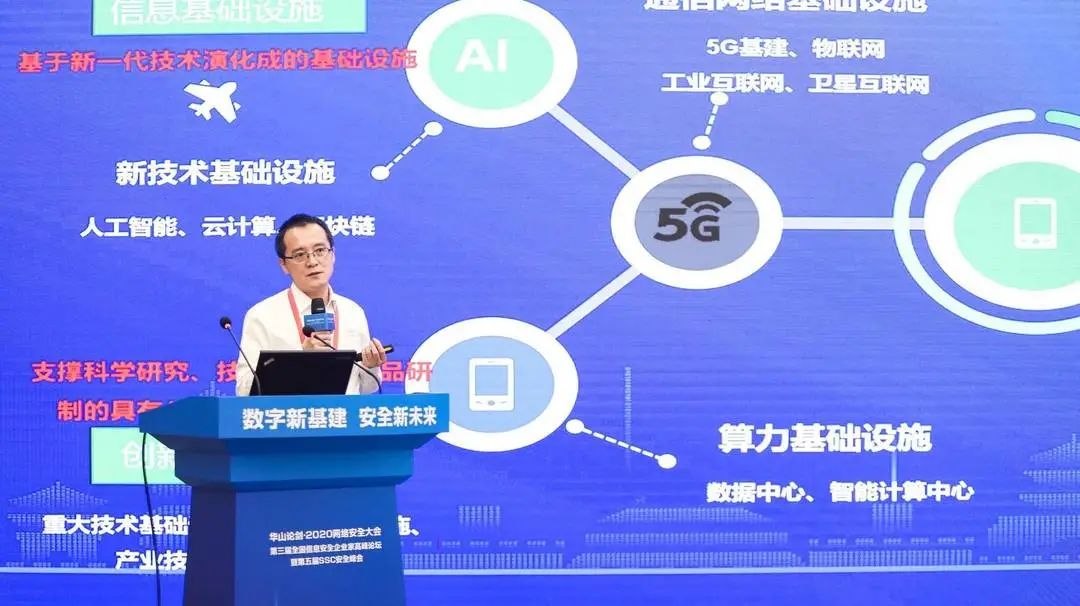 信息基础设施
基于新一代技术演化成的基础设施
AI
通信网络基础设施
5G基建、物联网
工业互联网、卫星互联网
新技术基础设施
人工智能、云计算、块链
5G
支撑科学研究、技品研
制的具有
创新
算力基础设施
数据中心、智能计算中心
重大技术基础施、
产业技
数字新基建 安全新未来
华山论剑·2020网络安全大会
第三届全国信息安全企业家高峰论坛
暨第五届SSC安全峰会